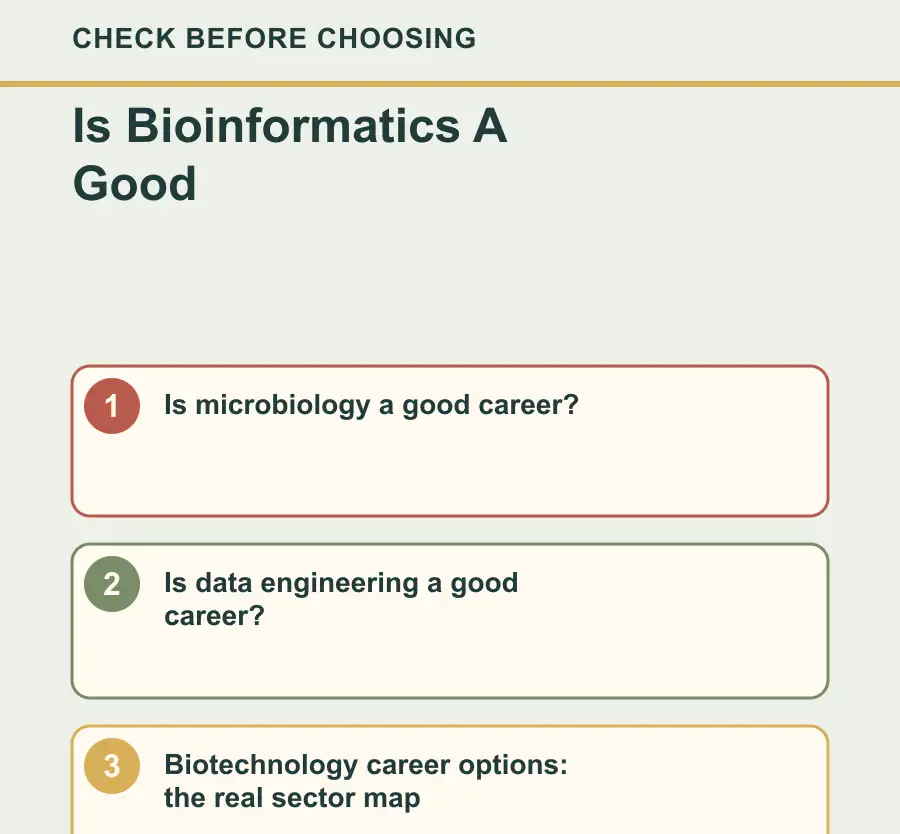 CHECK BEFORE CHOOSING
Is Bioinformatics A
Good
1
Is microbiology a good career?
2
Is data engineering a good
career?
3
Biotechnology career options:
the real sector map